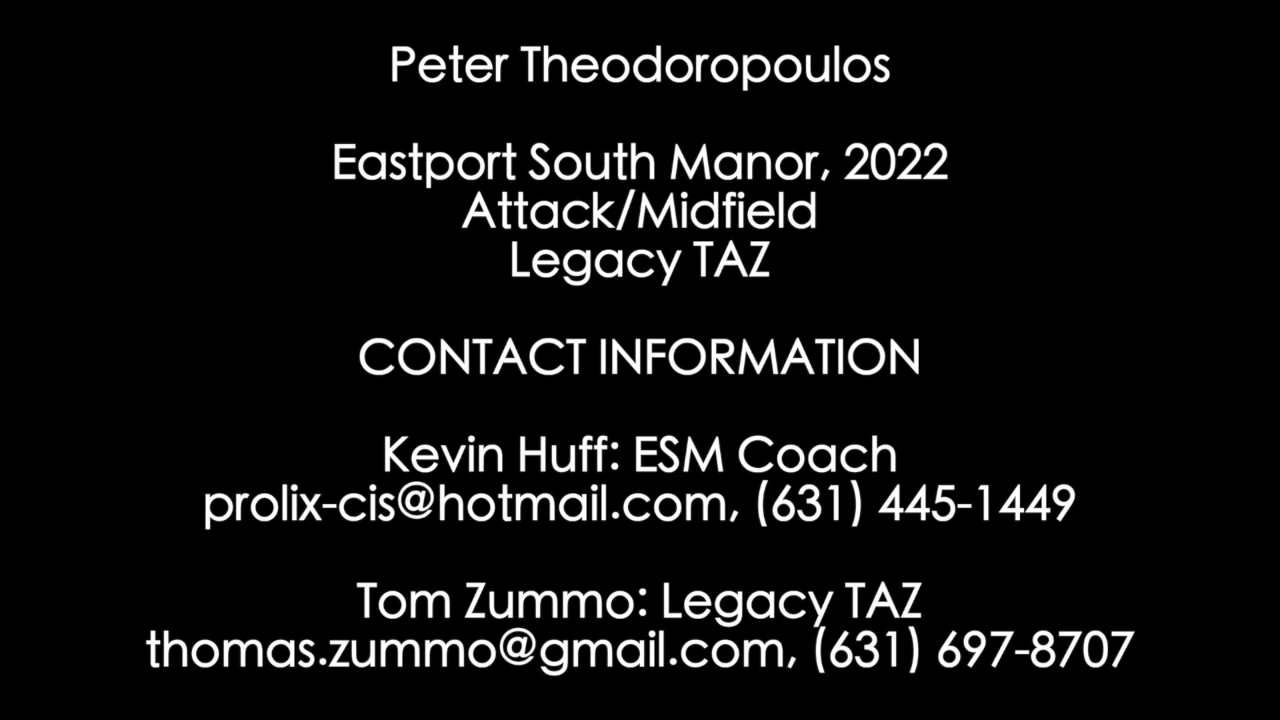 Peter Theodoropoulos
Eastport South Manor, 2022
Attack/Midfield
Legacy TAZ
CONTACT INFORMATION
Kevin Huff: ESM Coach
prolix-cis@hotmail.com, (631) 445-1449
Tom Zummo: Legacy TAZ
thomas.zummo@gmail.com, (631) 697-8707